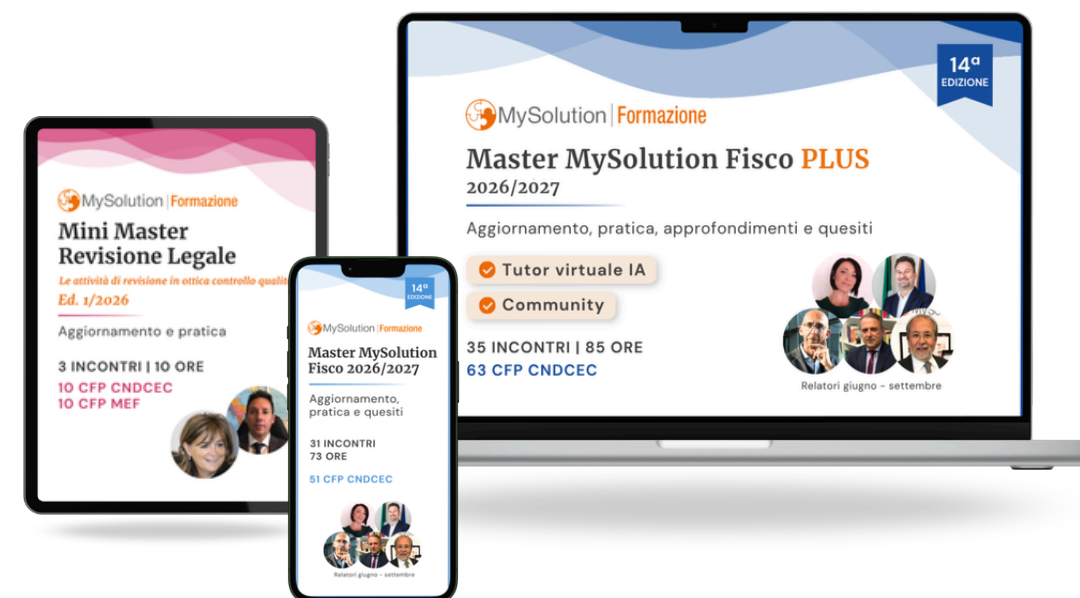 MySolution | Formazione
Mini Master
Revisione Legale
Le attività di revisione in ottica controllo
Ed. 1/2026
Aggiornamento e pratica
3 INCONTRI | 10 ORE
10 CFP CNDCEC
10 CFP MEF
14ª
EDIZIONE
MySolution | Formazione
Master MySolution
Fisco 2026/2027
Aggiornamento,
pratica e quesiti
31 INCONTRI
73 ORE
51 CFP CNDCEC
Relatori giugno - settembre
14ª
EDIZIONE
MySolution | Formazione
Master MySolution Fisco PLUS
2026/2027
Aggiornamento, pratica, approfondimenti e quesiti
Tutor virtuale IA
Community
35 INCONTRI | 85 ORE
63 CFP CNDCEC
Relatori giugno - settembre